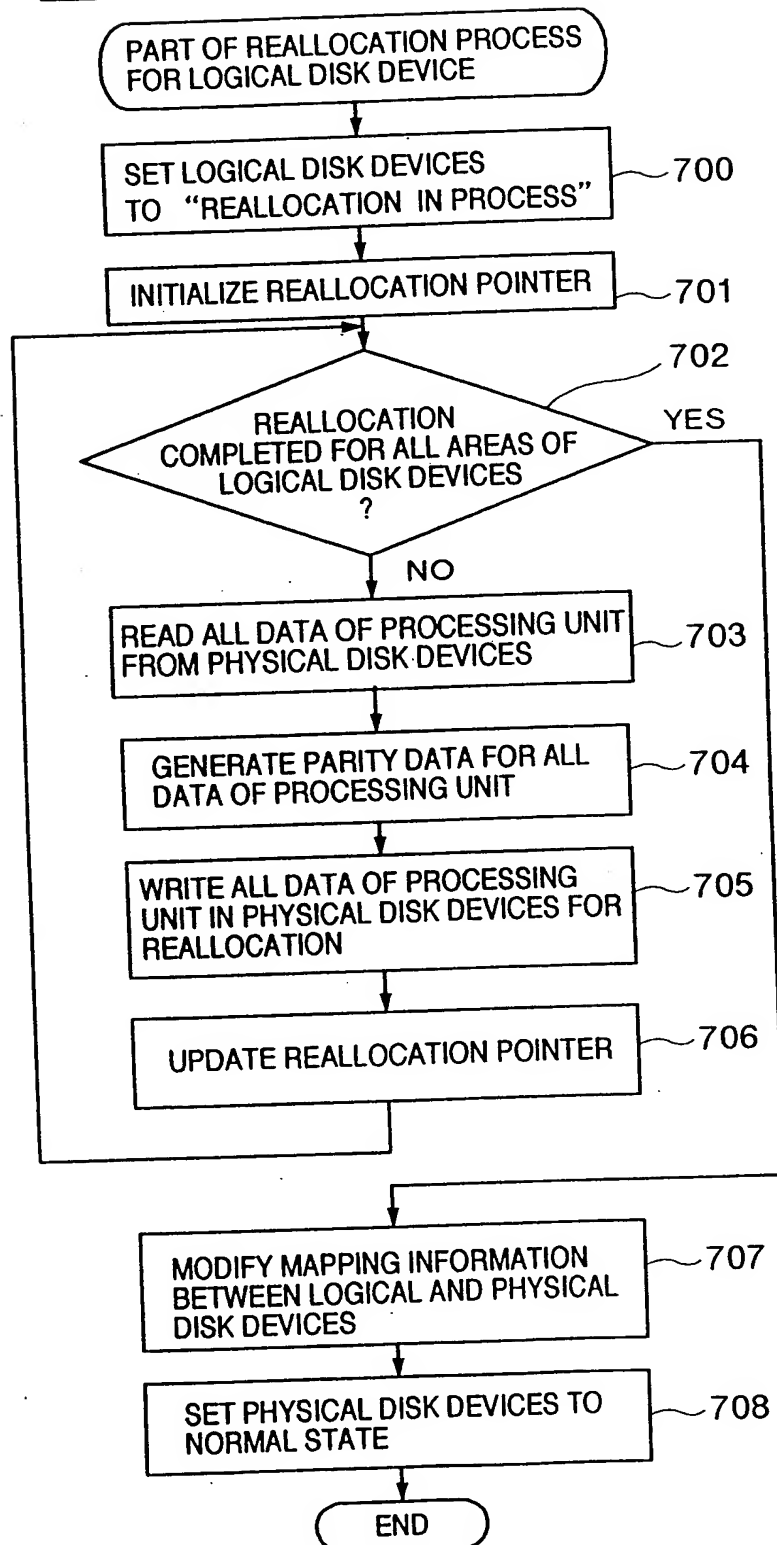 PART OF REALLOCATION PROCESS
FOR LOGICAL DISK DEVICE
SET LOGICAL DISK DEVICES
TO “REALLOCATION IN PROCESS”
700
INITIALIZE REALLOCATION POINTER
701
702
REALLOCATION
COMPLETED FOR ALL AREAS OF
LOGICAL DISK DEVICES
?
YES
NO
READ ALL DATA OF PROCESSING UNIT
FROM PHYSICAL DISK DEVICES
703
GENERATE PARITY DATA FOR ALL
DATA OF PROCESSING UNIT
704
WRITE ALL DATA OF PROCESSING
UNIT IN PHYSICAL DISK DEVICES FOR
REALLOCATION
705
UPDATE REALLOCATION POINTER
706
MODIFY MAPPING INFORMATION
BETWEEN LOGICAL AND PHYSICAL
DISK DEVICES
707
SET PHYSICAL DISK DEVICES TO
NORMAL STATE
708
END